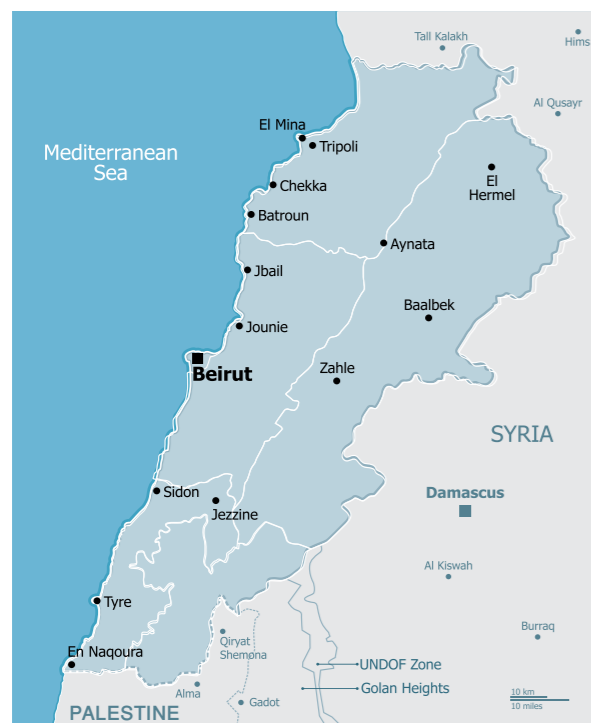 Tall Kalakh
Hims
Al Qusayr
El Mina
Tripoli
Mediterranean
Sea
El
Hermel
Chekka
Batroun
Aynata
Jbail
Baalbek
Jounie
Zahle
Beirut
SYRIA
Sidon
Damascus
Jezzine
Al Kiswah
Tyre
Burraq
Qiryat
Shemona
En Naqoura
UNDOF Zone
Alma
Golan Heights
Gadot
10 km
10 miles
PALESTINE